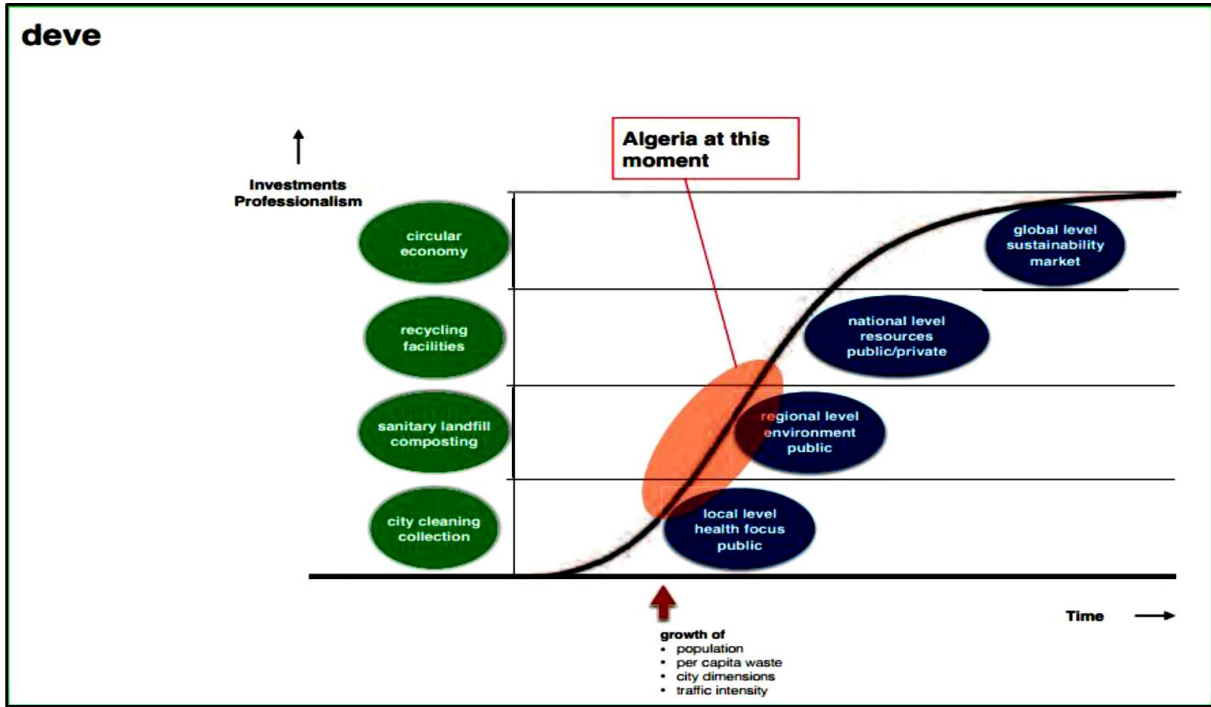 deve
Algeria at this
moment
Investments
Professionalism
circular
economy
global level
sustainability
market
recycling
facilities
national level
resources
public/private
sanitary landfill
composting
regional level
environment
public
city cleaning
collection
local level
health focus
public
Time
growth of
• population
• per capita waste
• city dimensions
• traffic intensity